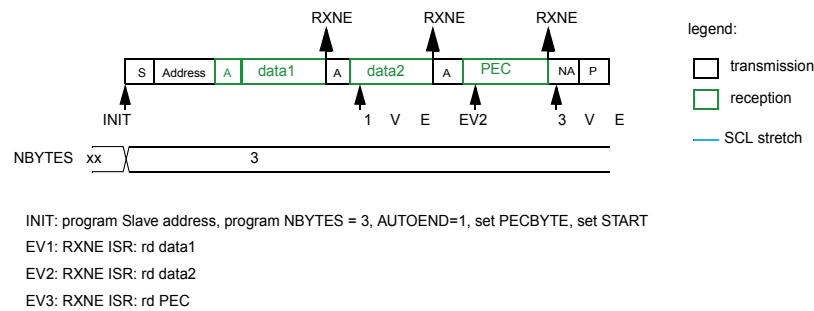 RXNE RXNE RXNE
legend:
S Address A data1 A data2 A PEC NA P
transmission
reception
INIT 1 V E EV2 3 V E
SCL stretch
NBYTES xx 3
INIT: program Slave address, program NBYTES = 3, AUTOEND=1, set PECBYTE, set START
EV1: RXNE ISR: rd data1
EV2: RXNE ISR: rd data2
EV3: RXNE ISR: rd PEC